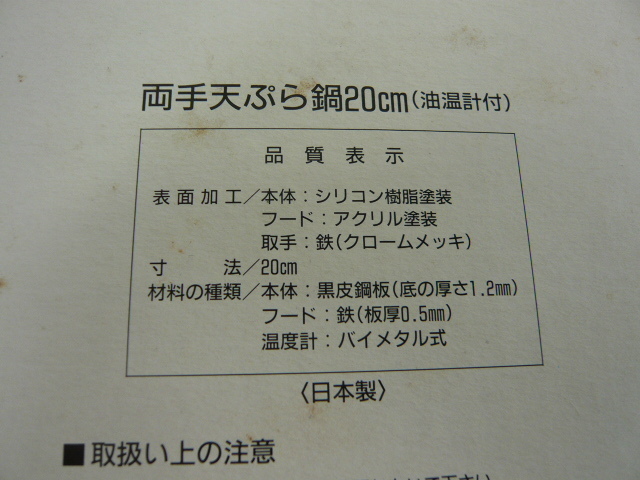 両手天ぷら鍋20cm(油温計付)
品質表示
表面加工/本体:シリコン樹脂塗装
フード:アクリル塗装
取手:鉄(クロームメッキ)
寸法/20cm
材料の種類/本体:黒皮鋼板(底の厚さ1.2mm)
フード:鉄(板厚0.5mm)
温度計:バイメタル式
〈日本製〉
■取扱い上の注意